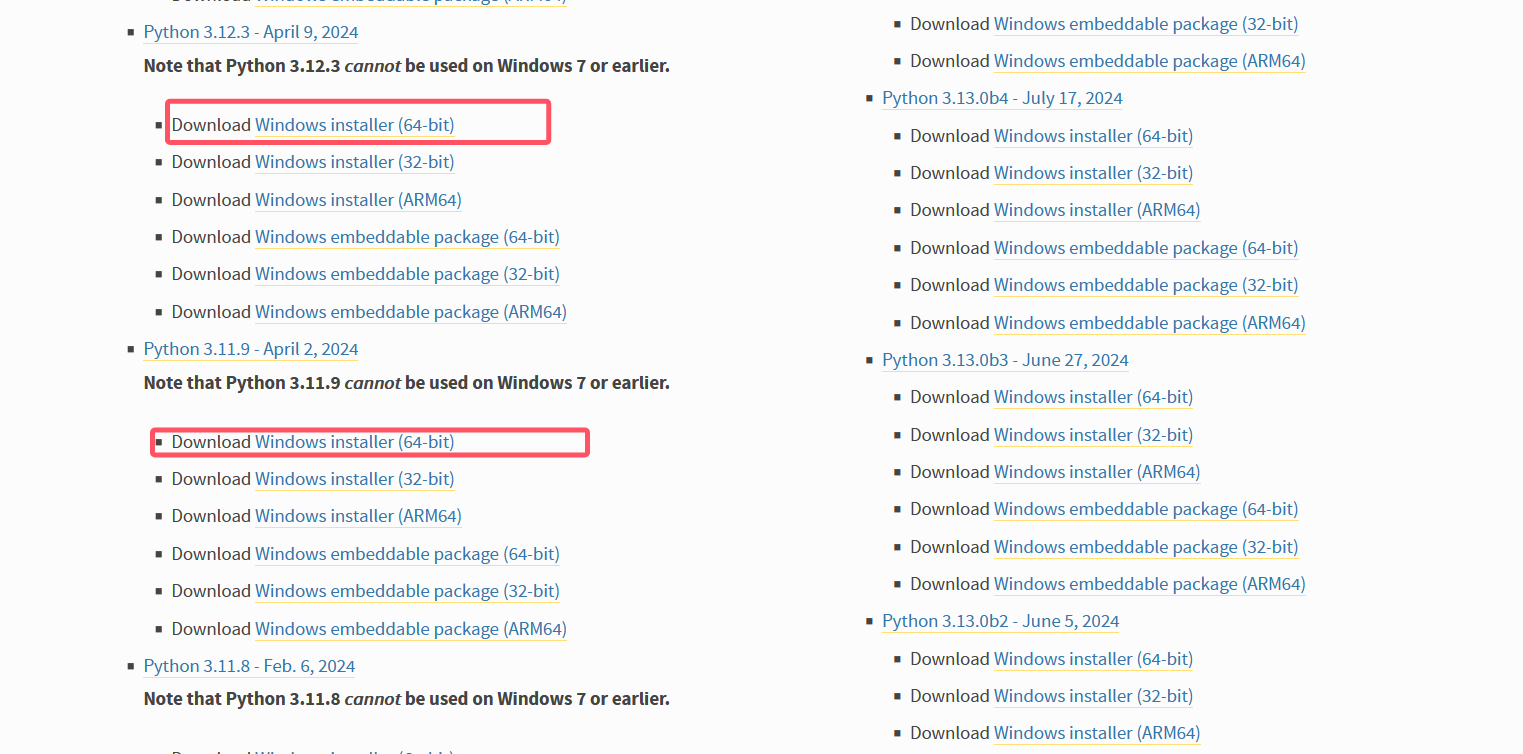 Download Windows embeddable package (ARM64)
Python 3.12.3 - April 9, 2024
Note that Python 3.12.3 cannot be used on Windows 7 or earlier.
Download Windows installer (64-bit)
Download Windows installer (32-bit)
Download Windows installer (ARM64)
Download Windows embeddable package (64-bit)
Download Windows embeddable package (32-bit)
Download Windows embeddable package (ARM64)
Python 3.11.9 - April 2, 2024
Note that Python 3.11.9 cannot be used on Windows 7 or earlier.
Download Windows installer (64-bit)
Download Windows installer (32-bit)
Download Windows installer (ARM64)
Download Windows embeddable package (64-bit)
Download Windows embeddable package (32-bit)
Download Windows embeddable package (ARM64)
Python 3.11.8 - Feb. 6, 2024
Note that Python 3.11.8 cannot be used on Windows 7 or earlier.
Download Windows embeddable package (32-bit)
Download Windows embeddable package (ARM64)
Python 3.13.0b4 - July 17, 2024
Download Windows installer (64-bit)
Download Windows installer (32-bit)
Download Windows installer (ARM64)
Download Windows embeddable package (64-bit)
Download Windows embeddable package (32-bit)
Download Windows embeddable package (ARM64)
Python 3.13.0b3 - June 27, 2024
Download Windows installer (64-bit)
Download Windows installer (32-bit)
Download Windows installer (ARM64)
Download Windows embeddable package (64-bit)
Download Windows embeddable package (32-bit)
Download Windows embeddable package (ARM64)
Python 3.13.0b2 - June 5, 2024
Download Windows installer (64-bit)
Download Windows installer (32-bit)
Download Windows installer (ARM64)